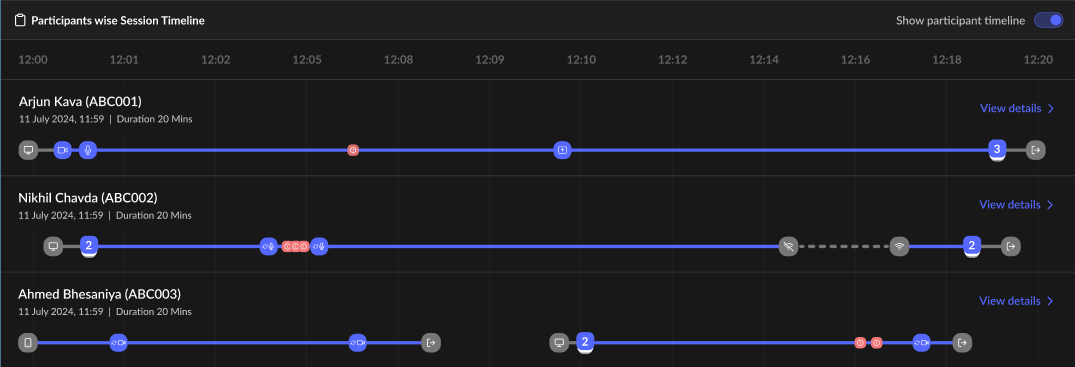 Participants wise Session Timeline
Show participant timeline
12:00 12:01 12:02 12:05 12:08 12:09 12:10 12:12 12:14 12:16 12:18 12:20
Arjun Kava (ABC001)
View details
11 July 2024, 11:59 | Duration 20 Mins
3
Nikhil Chavda (ABC002)
View details
11 July 2024, 11:59 | Duration 20 Mins
2 2
Ahmed Bhesaniya (ABC003)
View details
11 July 2024, 11:59 | Duration 20 Mins
2